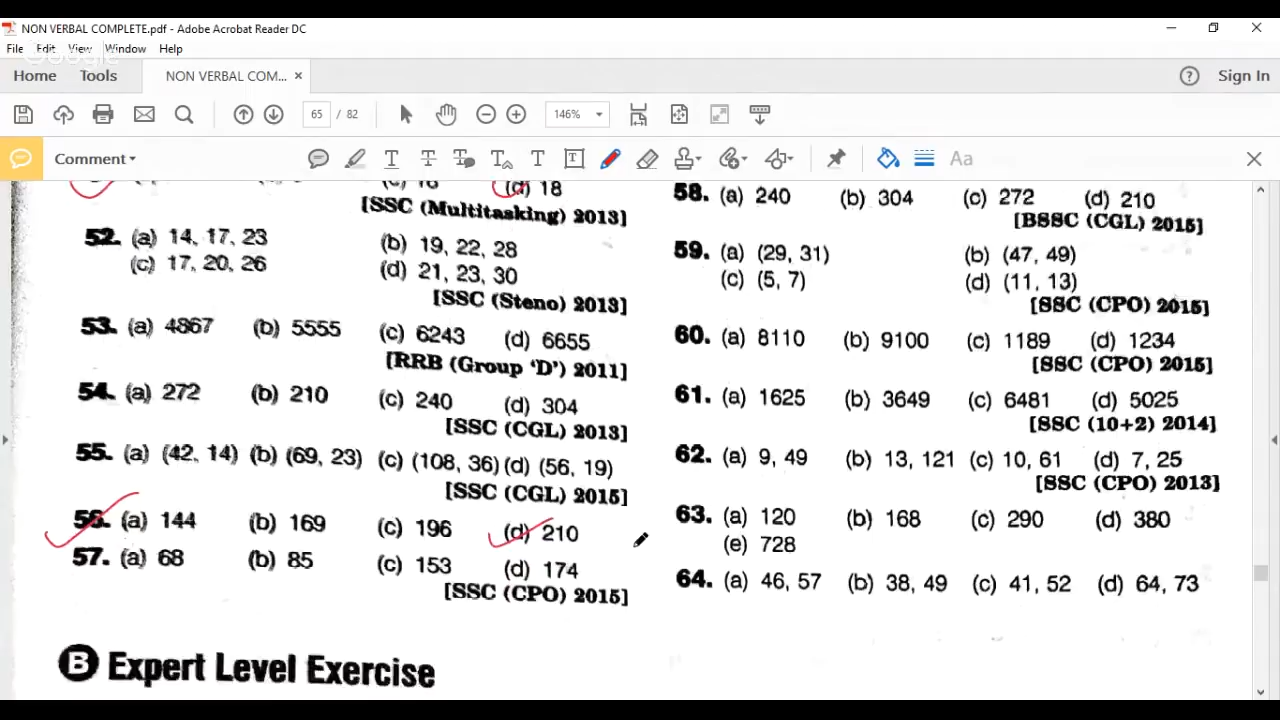 NON VERBAL COMPLETE.pdf - Adobe Acrobat Reader DC
File Edit View Window Help
Google
Home Tools NON VERBAL COM... × Sign In
65 / 82 146%
Comment
(d) 18
[SSC (Multitasking) 2013]
52. (a) 14, 17, 23 (b) 19, 22, 28
(c) 17, 20, 26 (d) 21, 23, 30
[SSC (Steno) 2013]
53. (a) 4867 (b) 5555 (c) 6243 (d) 6655
[RRB (Group 'D') 2011]
54. (a) 272 (b) 210 (c) 240 (d) 304
[SSC (CGL) 2013]
55. (a) (42, 14) (b) (69, 23) (c) (108, 36) (d) (56, 19)
[SSC (CGL) 2015]
56. (a) 144 (b) 169 (c) 196 (d) 210
57. (a) 68 (b) 85 (c) 153 (d) 174
[SSC (CPO) 2015]
B Expert Level Exercise
58. (a) 240 (b) 304 (c) 272 (d) 210
[BSSC (CGL) 2015]
59. (a) (29, 31) (b) (47, 49)
(c) (5, 7) (d) (11, 13)
[SSC (CPO) 2015]
60. (a) 8110 (b) 9100 (c) 1189 (d) 1234
[SSC (CPO) 2015]
61. (a) 1625 (b) 3649 (c) 6481 (d) 5025
[SSC (10+2) 2014]
62. (a) 9, 49 (b) 13, 121 (c) 10, 61 (d) 7, 25
[SSC (CPO) 2013]
63. (a) 120 (b) 168 (c) 290 (d) 380
(e) 728
64. (a) 46, 57 (b) 38, 49 (c) 41, 52 (d) 64, 73